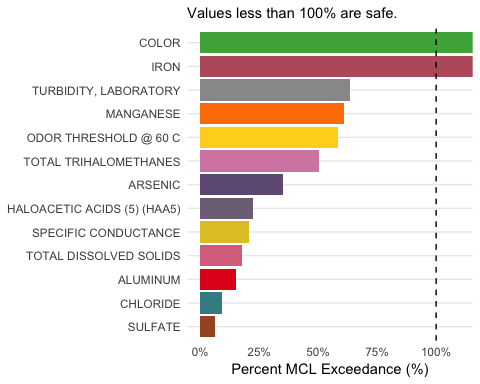 Values less than 100% are safe.
COLOR
IRON
TURBIDITY, LABORATORY
MANGANESE
ODOR THRESHOLD @ 60 C
TOTAL TRIHALOMETHANES
ARSENIC
HALOACETIC ACIDS (5) (HAA5)
SPECIFIC CONDUCTANCE
TOTAL DISSOLVED SOLIDS
ALUMINUM
CHLORIDE
SULFATE
0% 25% 50% 75% 100%
Percent MCL Exceedance (%)